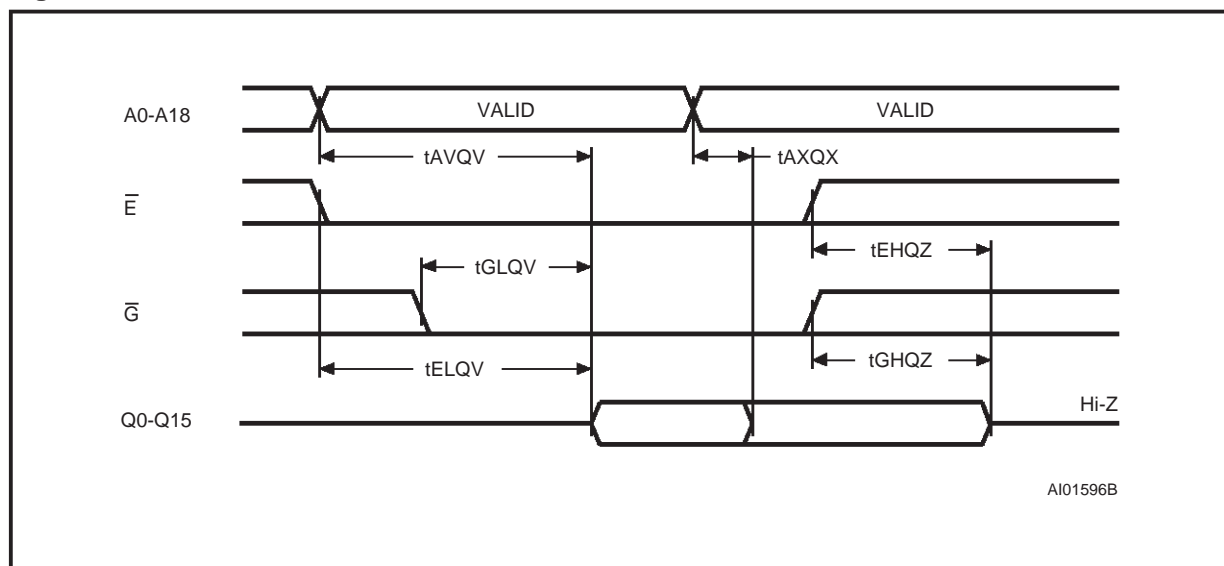 A0-A18
VALID
VALID
tAVQV
tAXQX
E̅
tEHQZ
tGLQV
G̅
tGHQZ
tELQV
Q0-Q15
Hi-Z
AI01596B